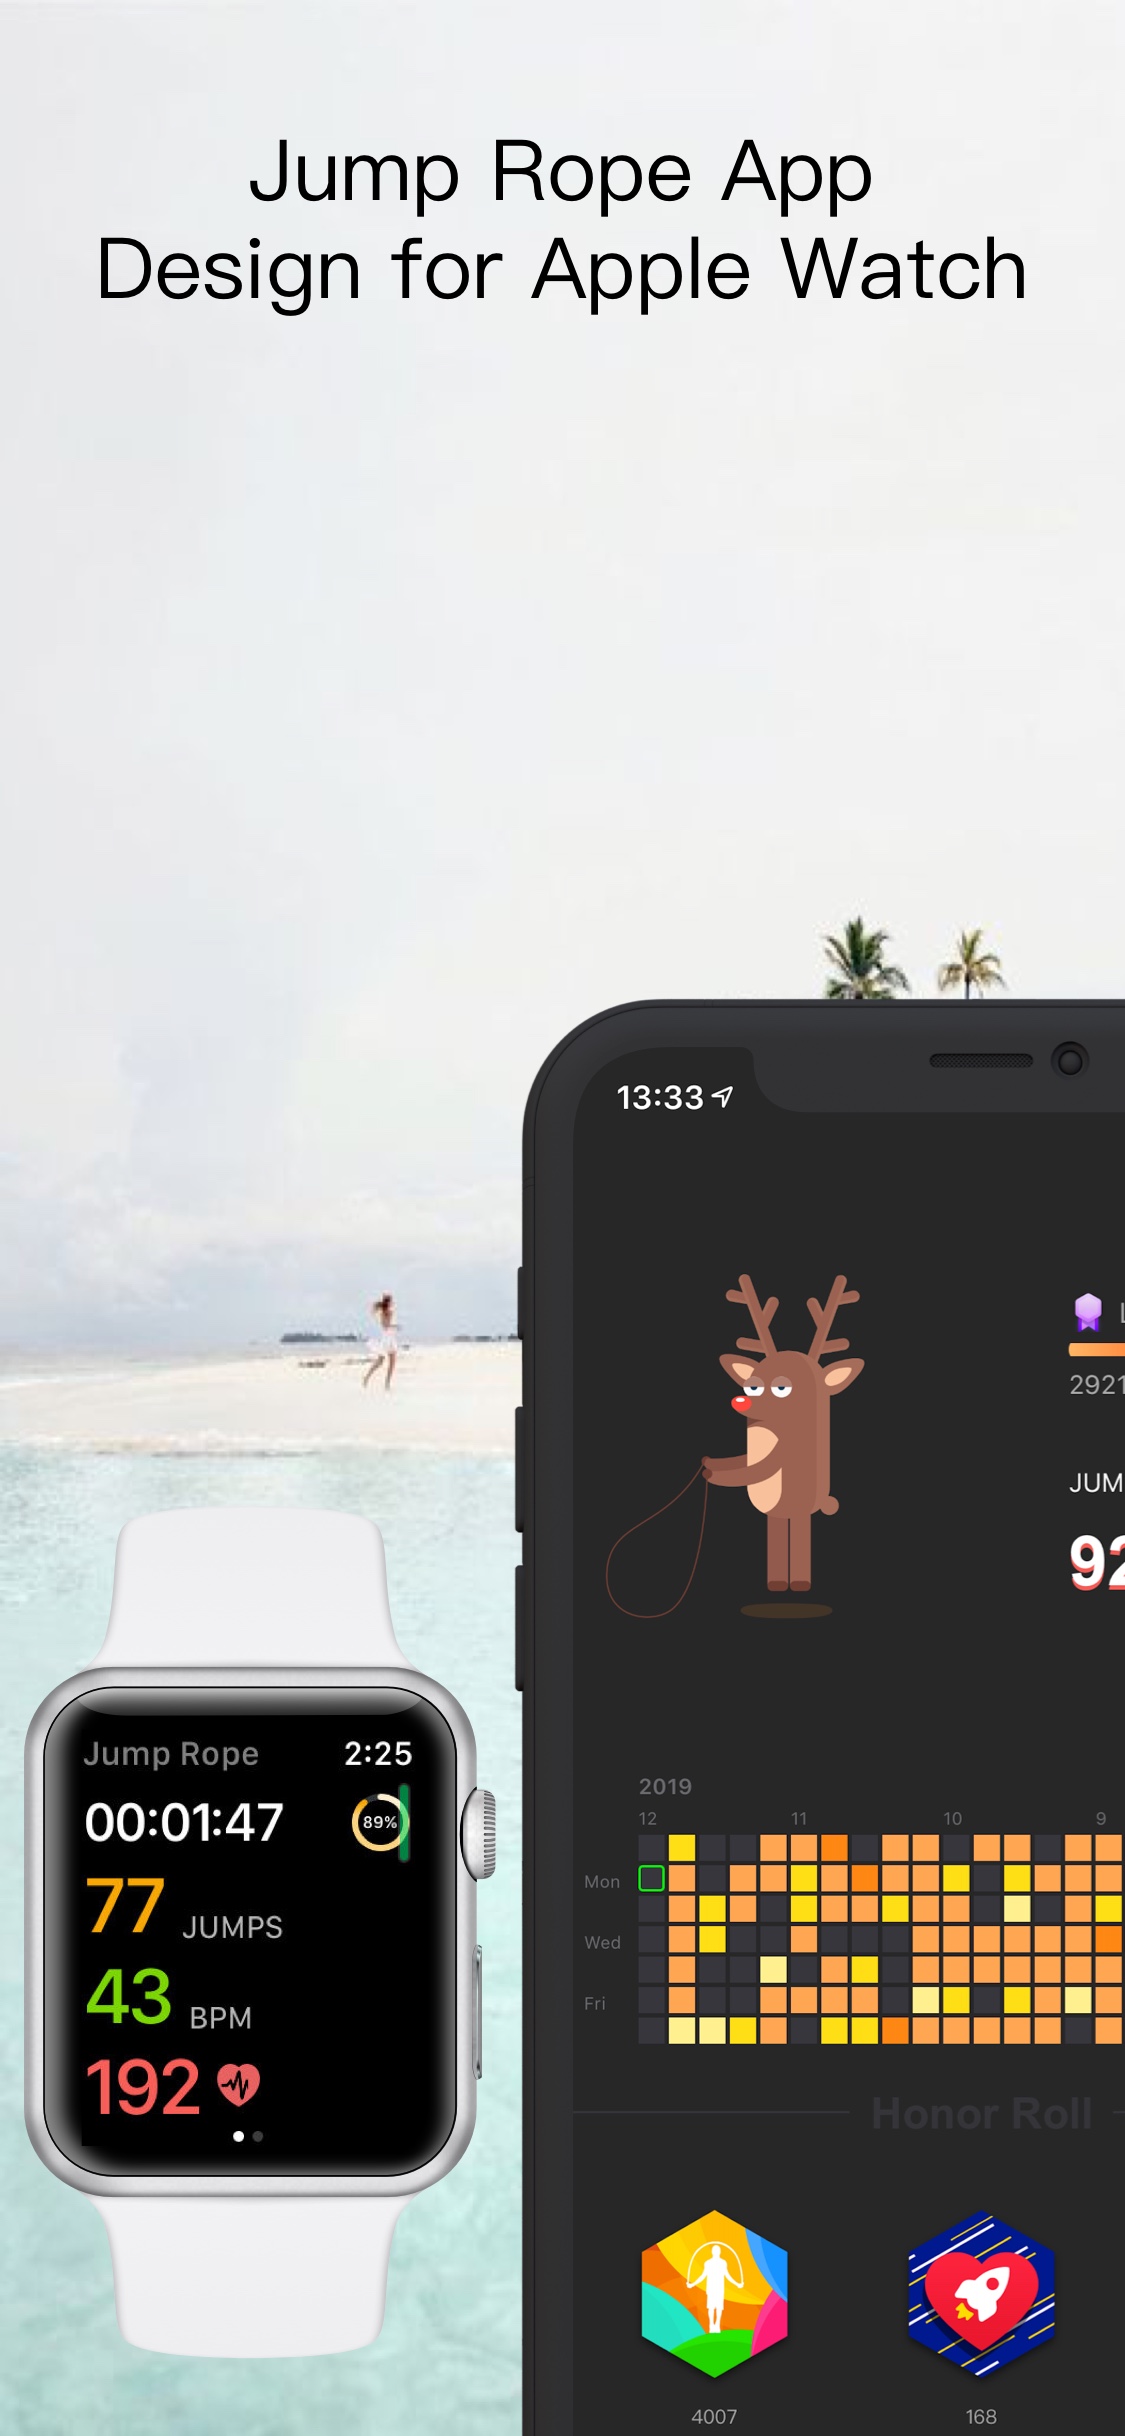 Jump Rope App
Design for Apple Watch
13:33
2921
JUM
92
Jump Rope 2:25
00:01:47 89%
77 JUMPS
43 BPM
192
2019
12 11 10 9
Mon
Wed
Fri
Honor Roll
4007 168